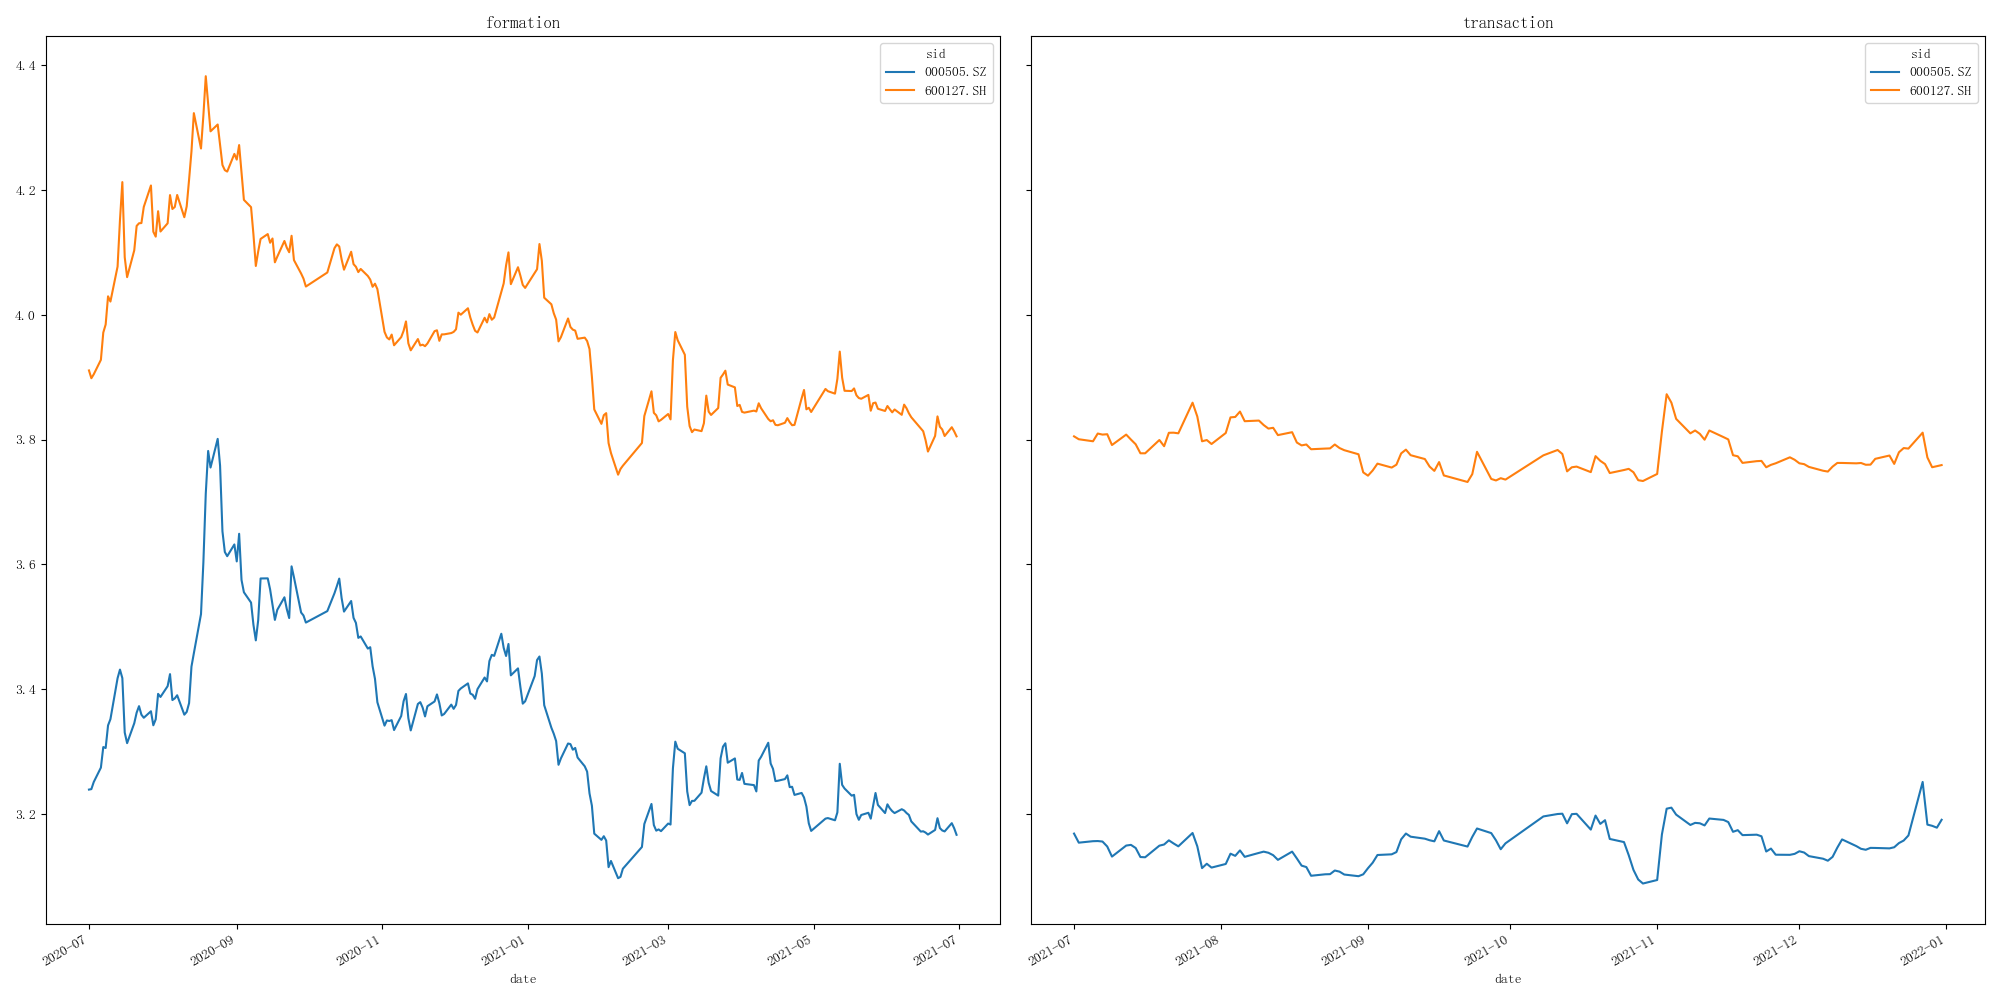 formation
sid
000505.SZ
600127.SH
4.4
4.2
4.0
3.8
3.6
3.4
3.2
2020-07
2020-09
2020-11
2021-01
2021-03
2021-05
2021-07
date
transaction
sid
000505.SZ
600127.SH
2021-07
2021-08
2021-09
2021-10
2021-11
2021-12
2022-01
date